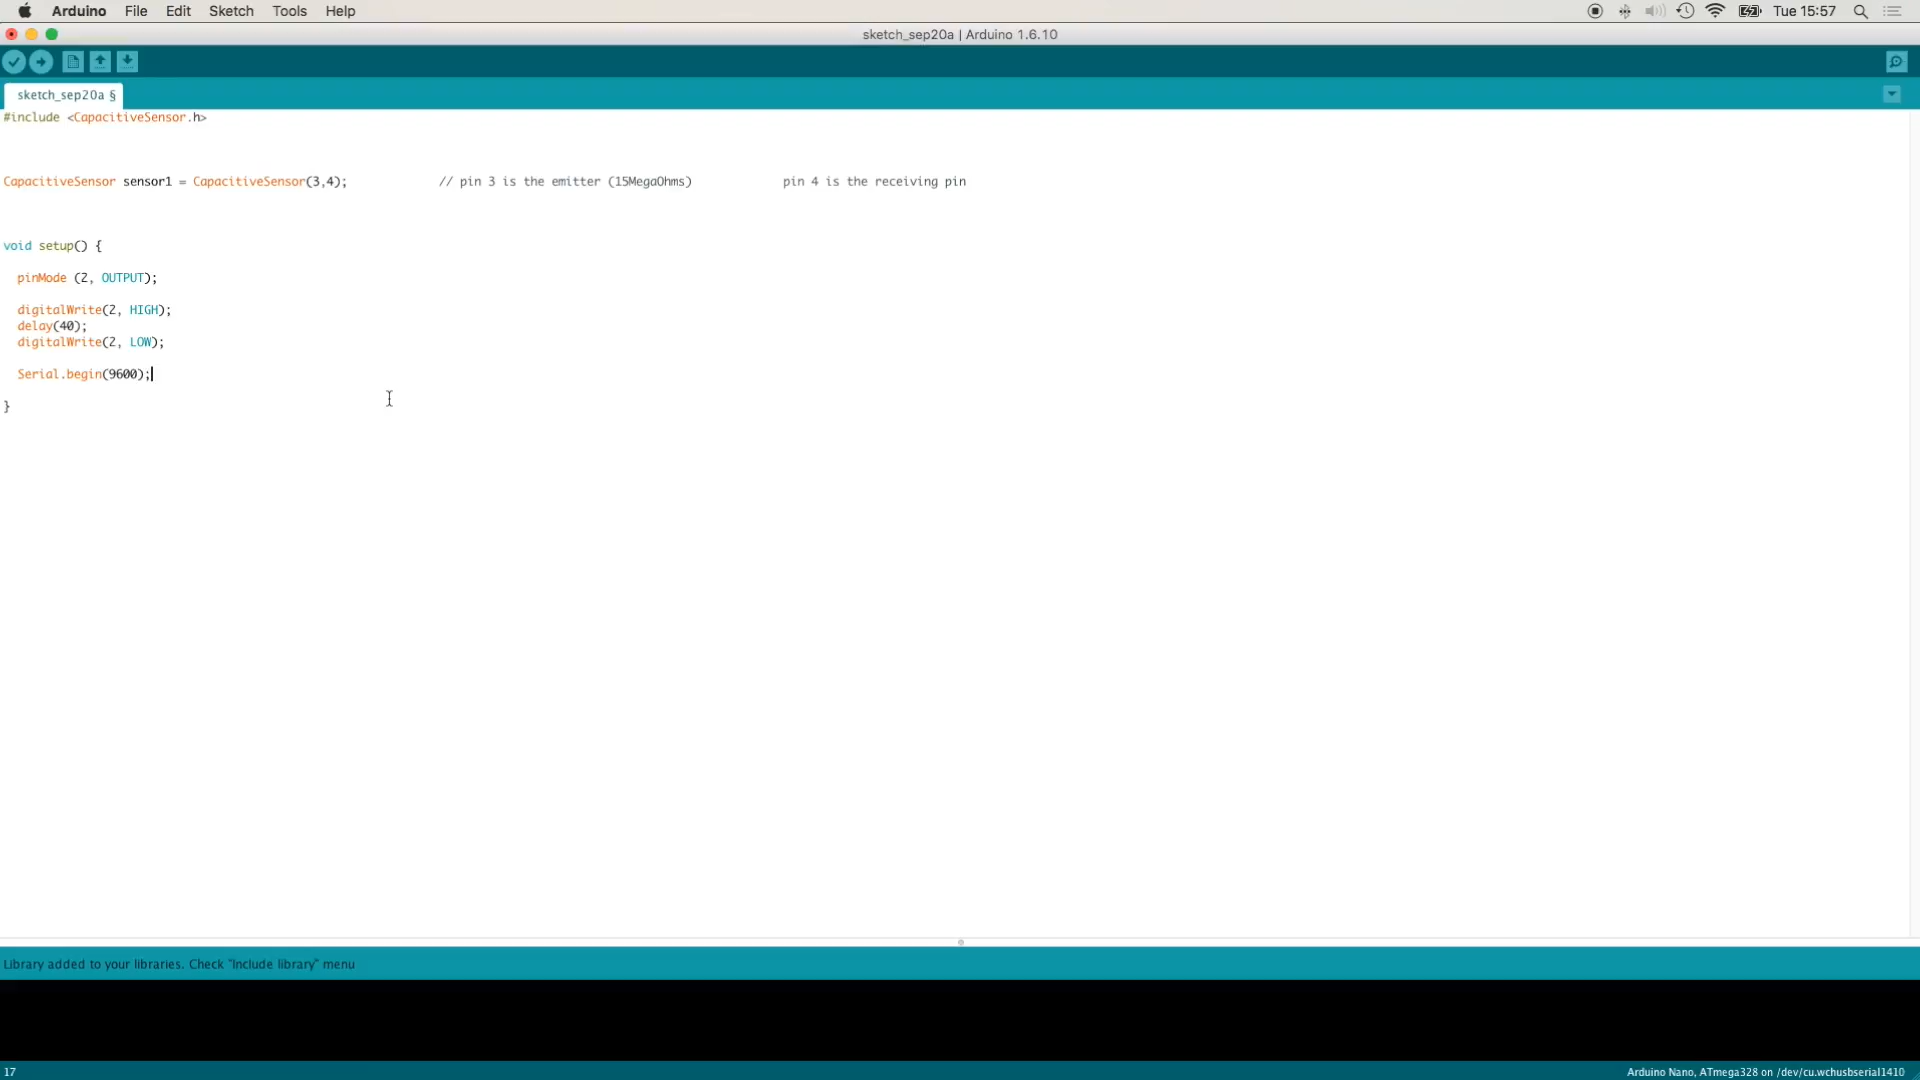 Arduino File Edit Sketch Tools Help Tue 15:57
sketch_sep20a | Arduino 1.6.10
sketch_sep20a §
#include <CapacitiveSensor.h>
CapacitiveSensor sensor1 = CapacitiveSensor(3,4); // pin 3 is the emitter (15MegaOhms) pin 4 is the receiving pin
void setup() {
pinMode (2, OUTPUT);
digitalWrite(2, HIGH);
delay(40);
digitalWrite(2, LOW);
Serial.begin(9600);
}
Library added to your libraries. Check "Include library" menu
17 Arduino Nano, ATmega328 on /dev/cu.wchusbserial1410